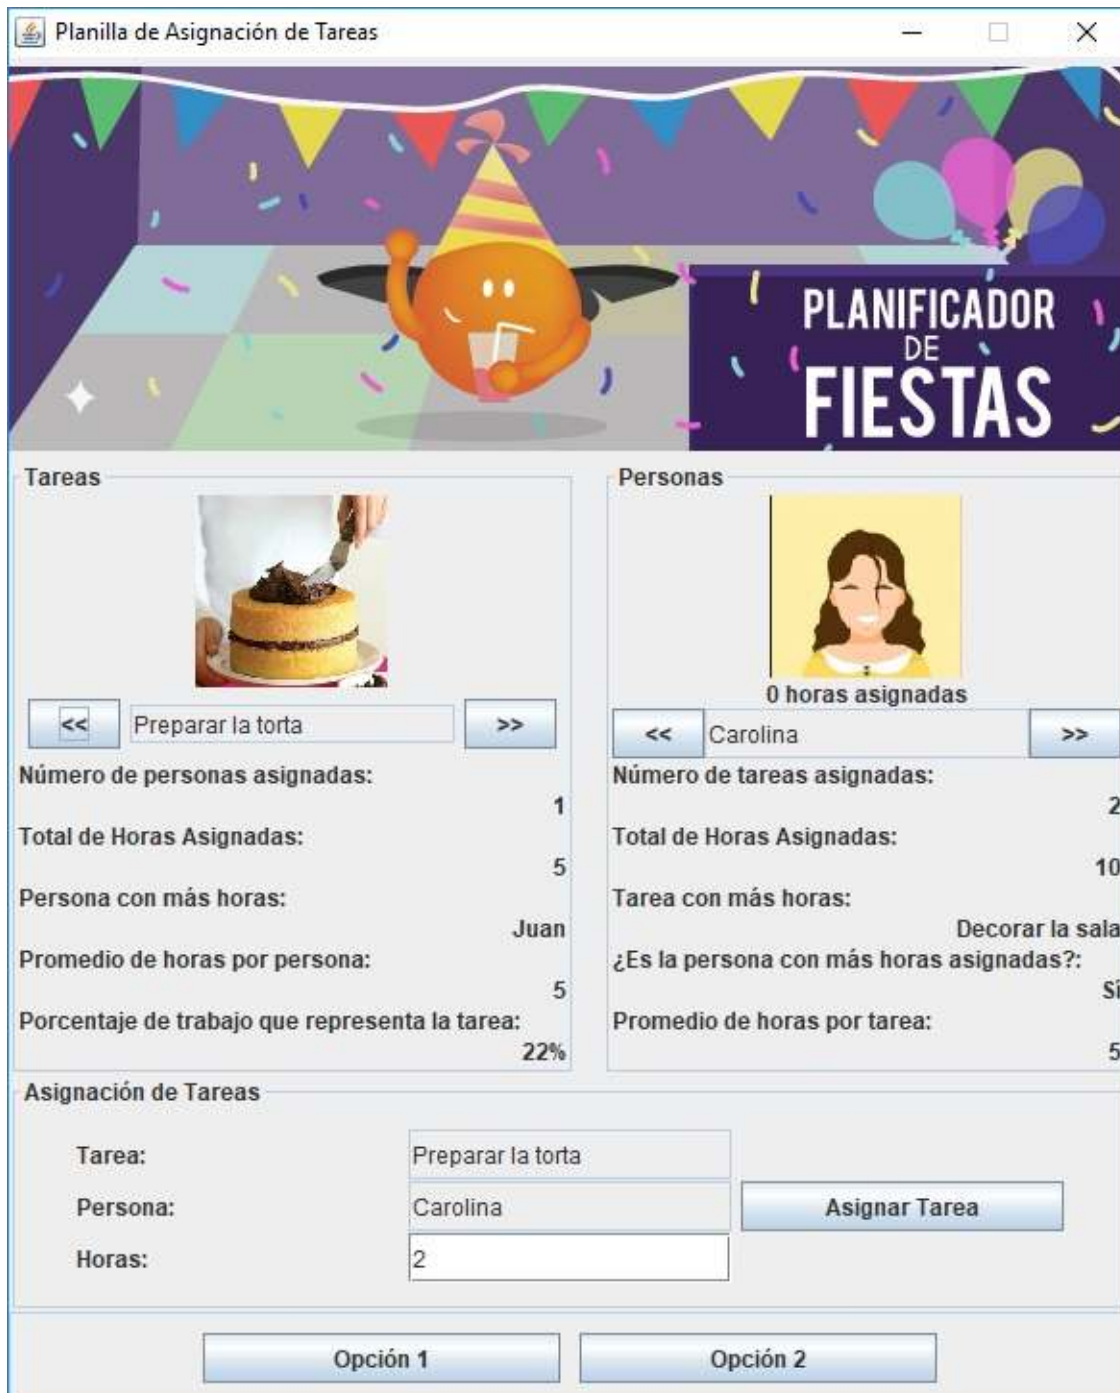 Planilla de Asignación de Tareas
PLANIFICADOR
DE
FIESTAS
Tareas
<< Preparar la torta >>
Número de personas asignadas:
1
Total de Horas Asignadas:
5
Persona con más horas:
Juan
Promedio de horas por persona:
5
Porcentaje de trabajo que representa la tarea:
22%
Personas
0 horas asignadas
<< Carolina >>
Número de tareas asignadas:
2
Total de Horas Asignadas:
10
Tarea con más horas:
Decorar la sala
¿Es la persona con más horas asignadas?:
Sí
Promedio de horas por tarea:
5
Asignación de Tareas
Tarea: Preparar la torta
Persona: Carolina Asignar Tarea
Horas: 2
Opción 1 Opción 2